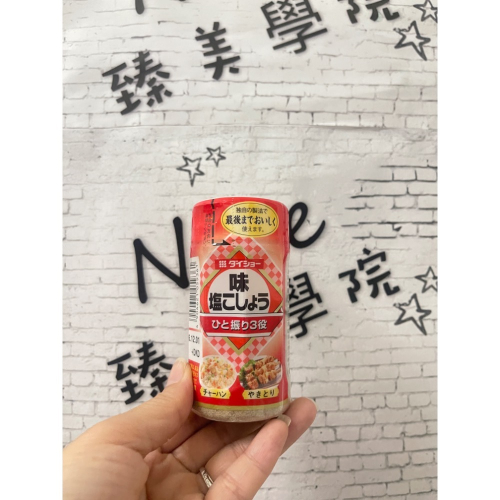 臻美學院
N e
臻 學院
独自の製法で
最後までおいしく
使えます。
ダイショー
味
塩こしょう
ひと振り3役
チャーハン
やきとり
.12.01